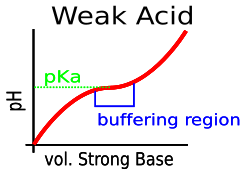 Weak Acid
pKa
pH
buffering region
vol. Strong Base